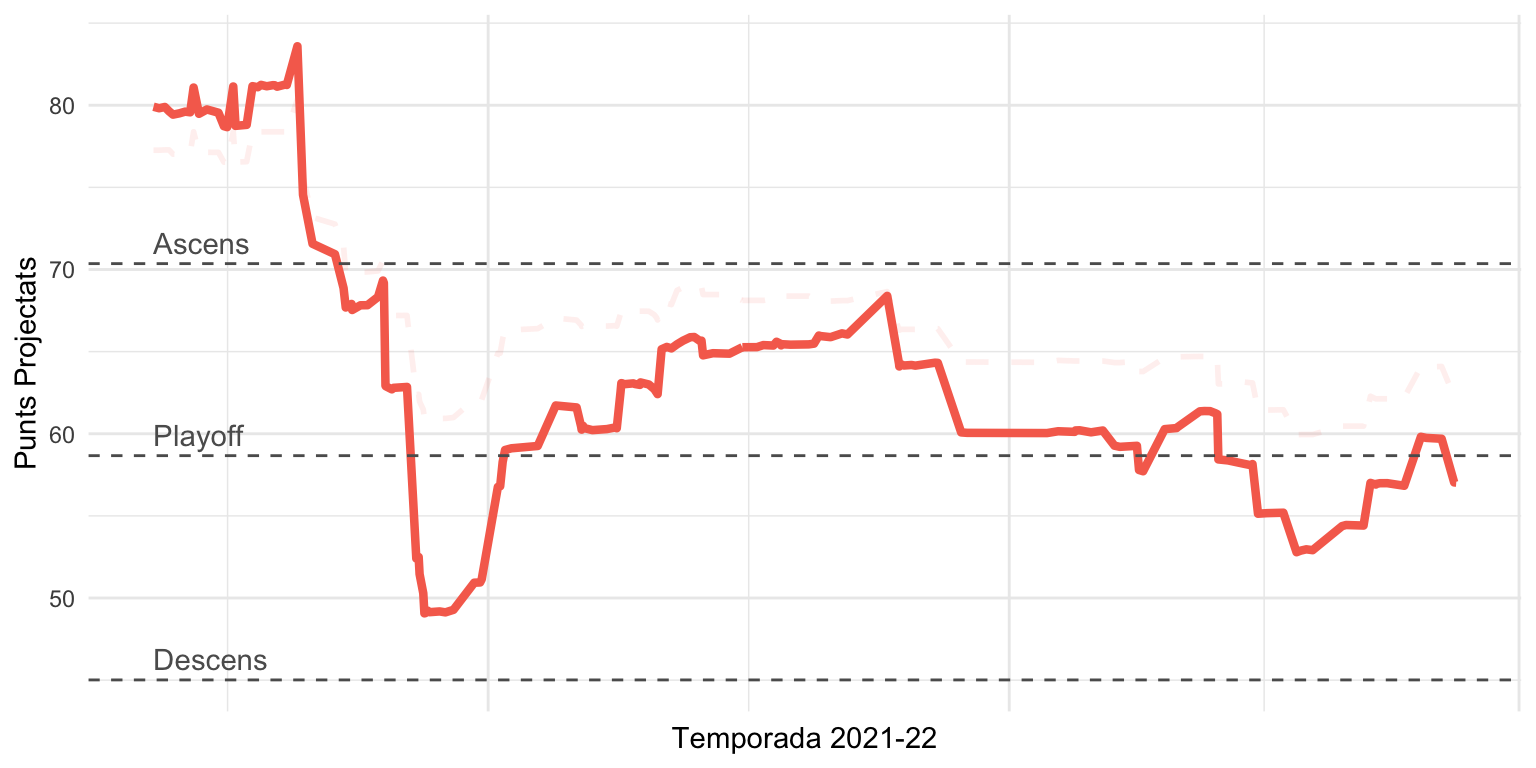 80
Ascens
70
Playoff
60
50
Descens
Punts Projectats
Temporada 2021-22